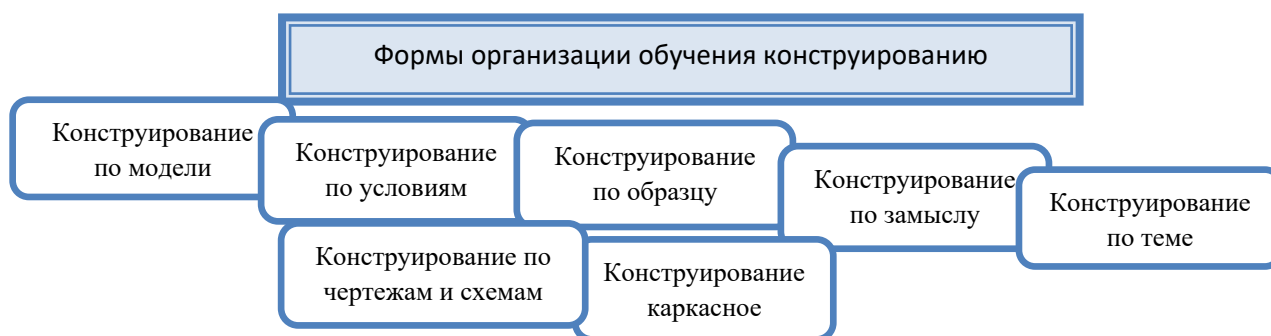 Формы организации обучения конструированию
Конструирование
по модели
Конструирование
по условиям
Конструирование
по образцу
Конструирование
по замыслу
Конструирование
по теме
Конструирование по
чертежам и схемам
Конструирование
каркасное